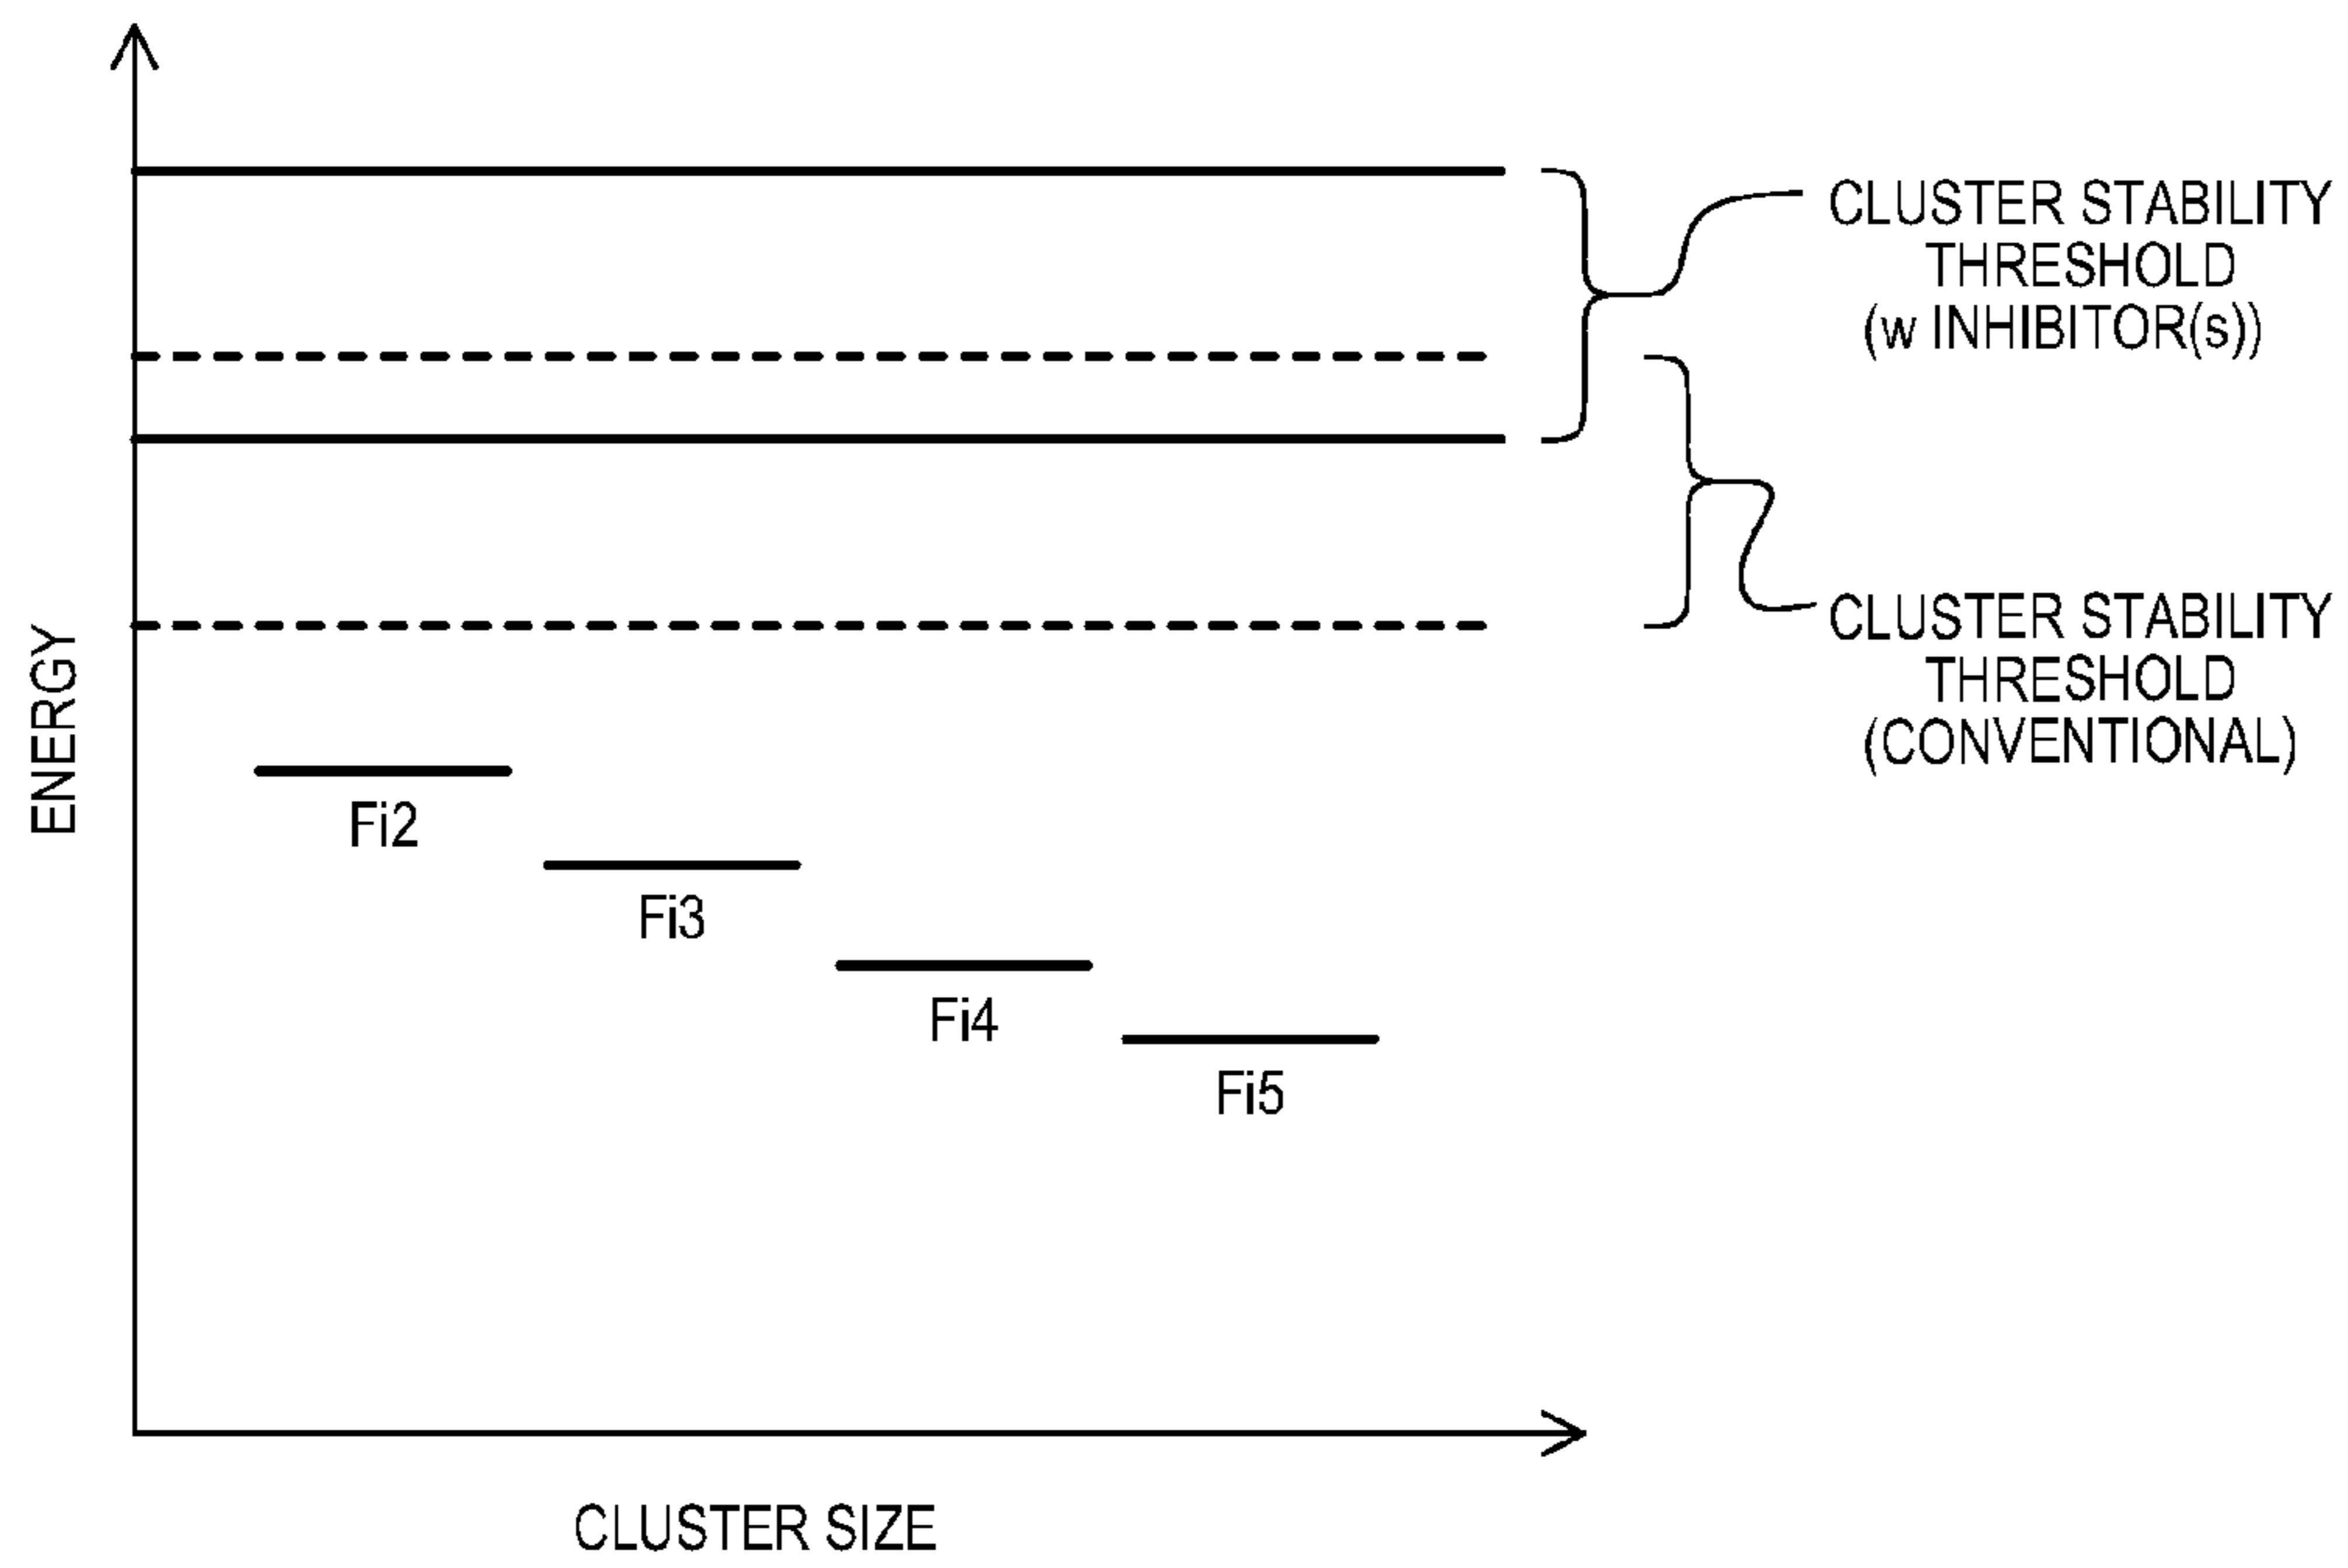 CLUSTER STABILITY
THRESHOLD
(w INHIBITOR(s))
CLUSTER STABILITY
THRESHOLD
(CONVENTIONAL)
ENERGY
Fi2
Fi3
Fi4
Fi5
CLUSTER SIZE